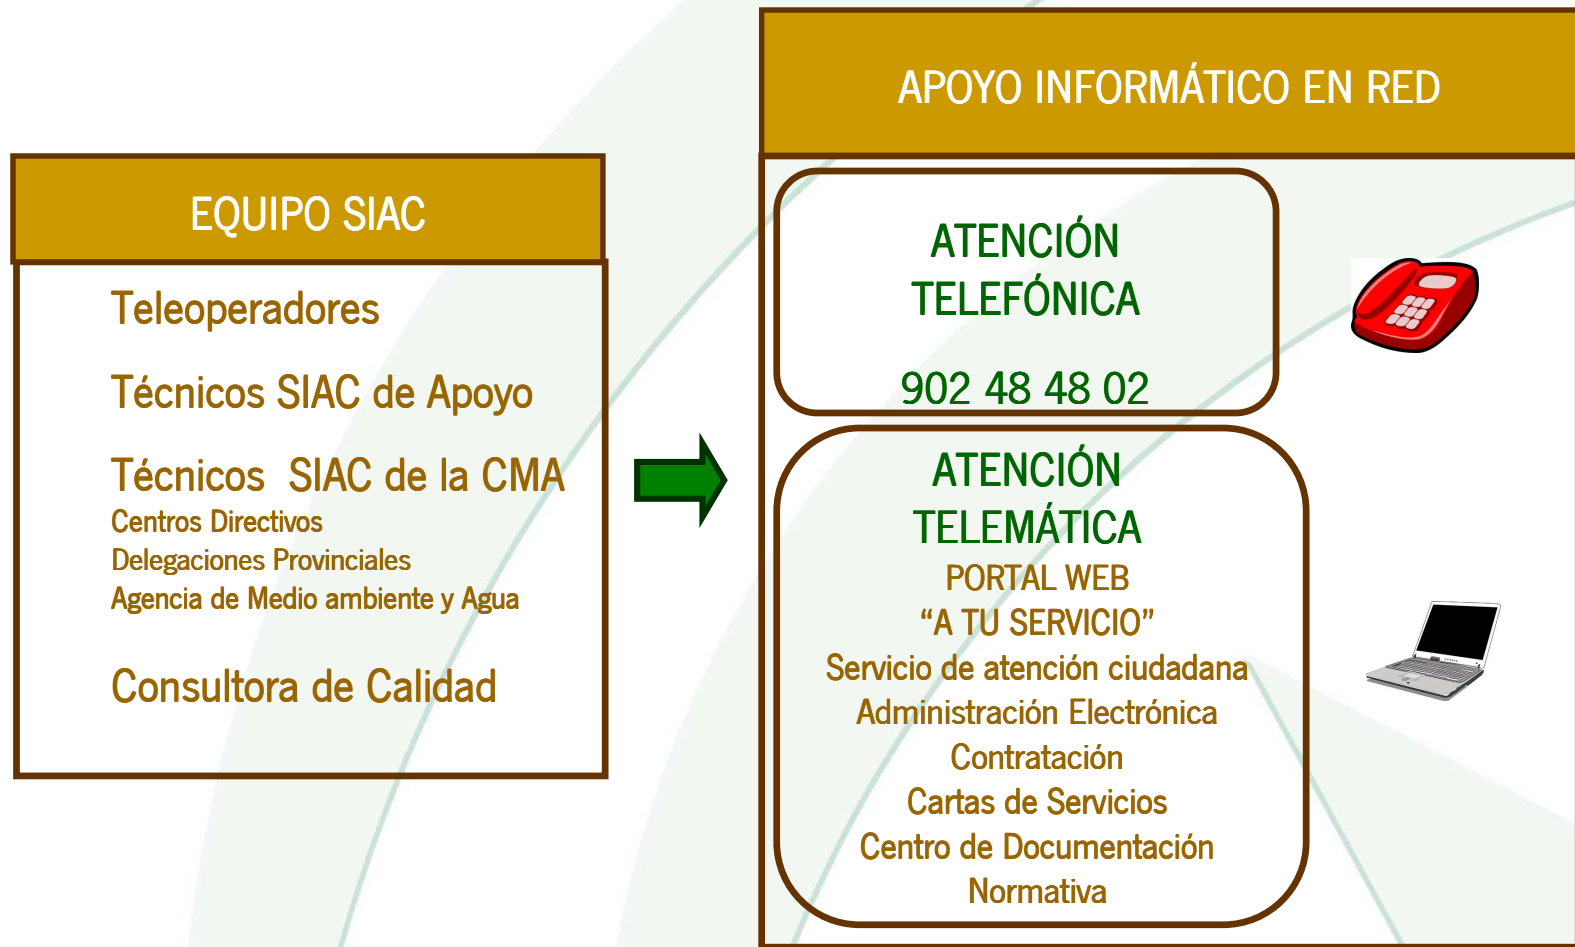 EQUIPO SIAC
Teleoperadores
Técnicos SIAC de Apoyo
Técnicos SIAC de la CMA
Centros Directivos
Delegaciones Provinciales
Agencia de Medio ambiente y Agua
Consultora de Calidad
APOYO INFORMÁTICO EN RED
ATENCIÓN
TELEFÓNICA
902 48 48 02
ATENCIÓN
TELEMÁTICA
PORTAL WEB
“A TU SERVICIO”
Servicio de atención ciudadana
Administración Electrónica
Contratación
Cartas de Servicios
Centro de Documentación
Normativa